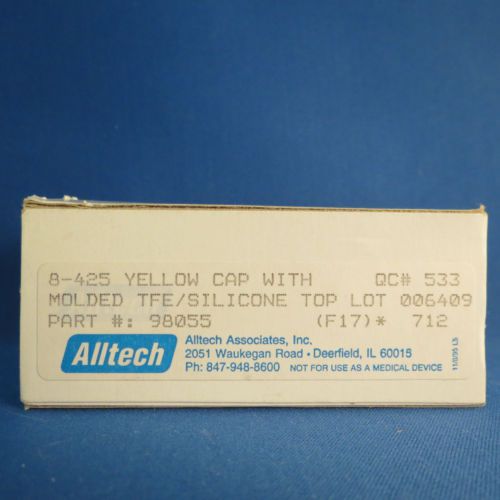 8-425 YELLOW CAP WITH QC# 533
MOLDED TFE/SILICONE TOP LOT 006409
PART #: 98055 (F17)* 712
Alltech
Alltech Associates, Inc.
2051 Waukegan Road • Deerfield, IL 60015
Ph: 847-948-8600 NOT FOR USE AS A MEDICAL DEVICE